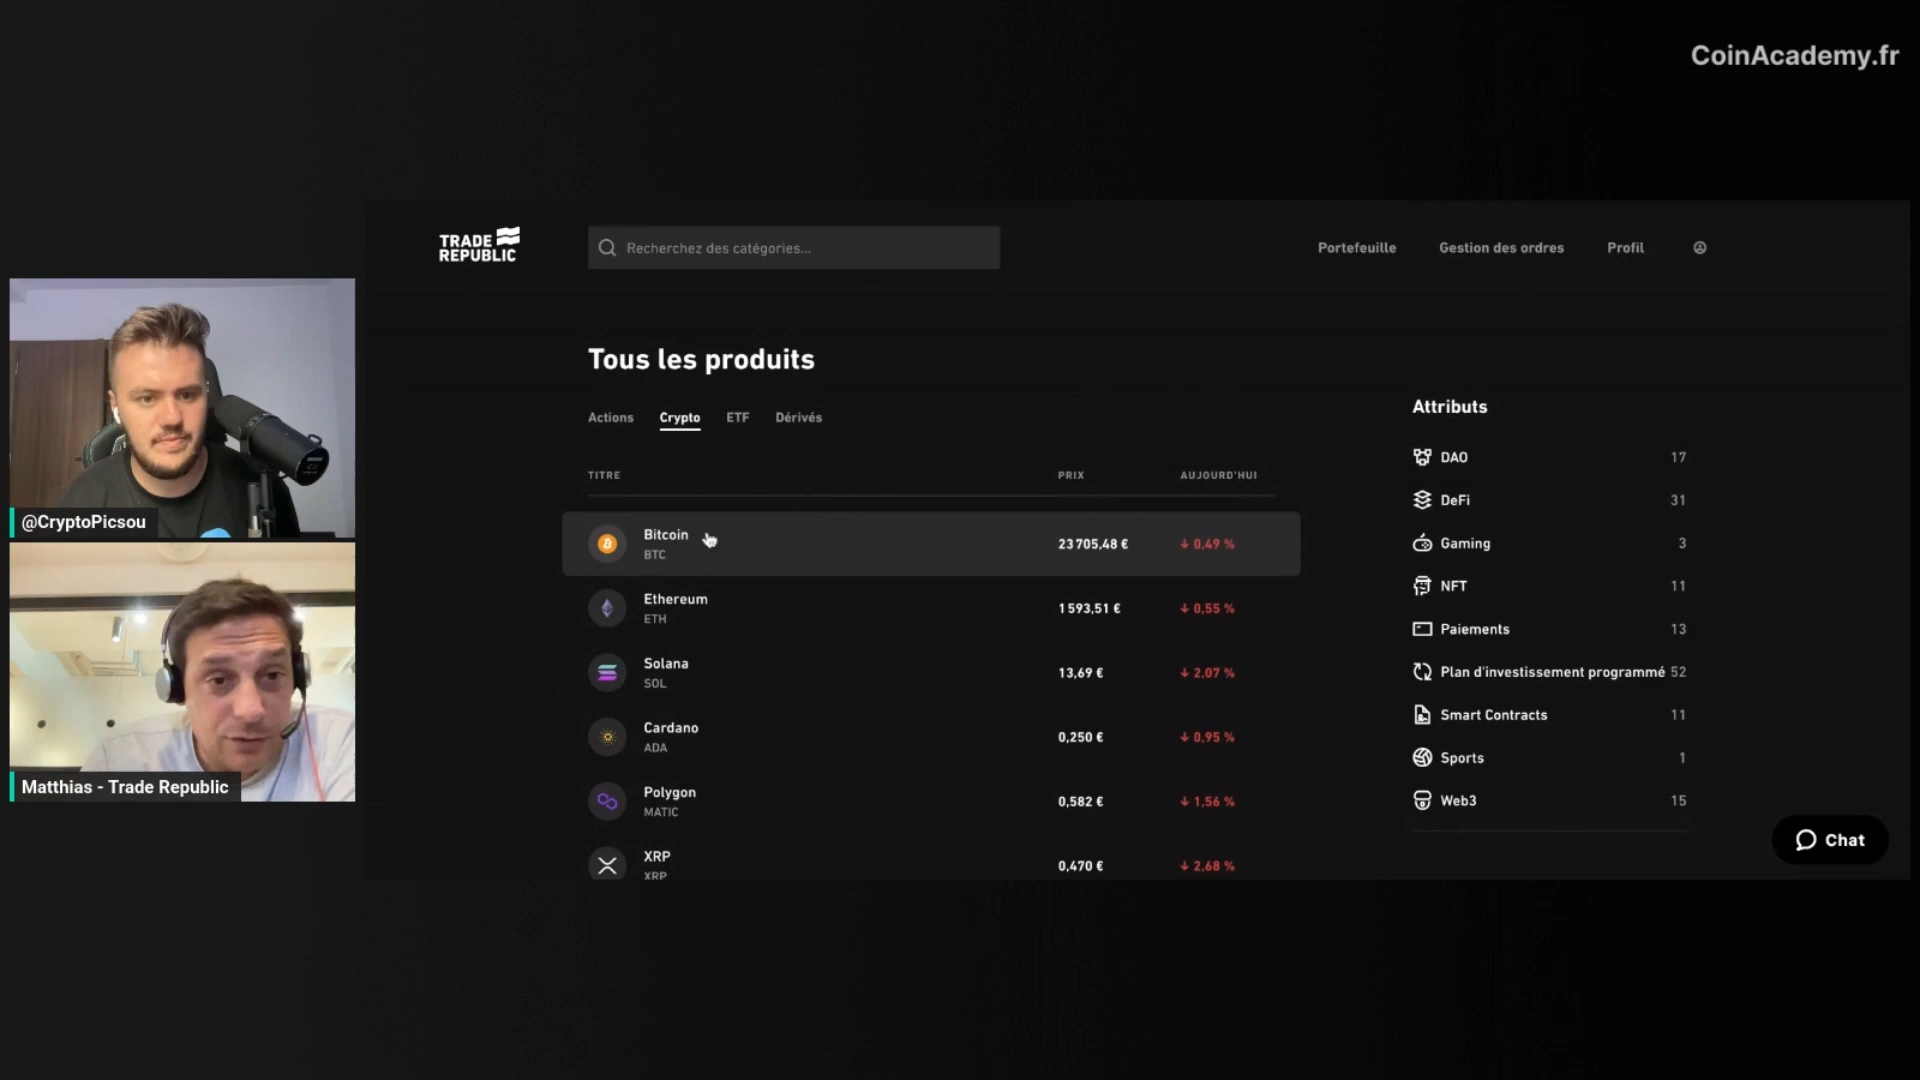 CoinAcademy.fr
TRADE
REPUBLIC
Recherchez des catégories...
Portefeuille
Gestion des ordres
Profil
Tous les produits
Actions
Crypto
ETF
Dérivés
TITRE
PRIX
AUJOURD'HUI
Bitcoin
BTC
23 705,48 €
0,49 %
Ethereum
ETH
1 593,51 €
0,55 %
Solana
SOL
13,69 €
2,07 %
Cardano
ADA
0,250 €
0,95 %
Polygon
MATIC
0,582 €
1,56 %
XRP
XRP
0,470 €
2,68 %
Attributs
DAO 17
DeFi 31
Gaming 3
NFT 11
Paiements 13
Plan d'investissement programmé 52
Smart Contracts 11
Sports 1
Web3 15
Chat
@CryptoPicsou
Matthias - Trade Republic